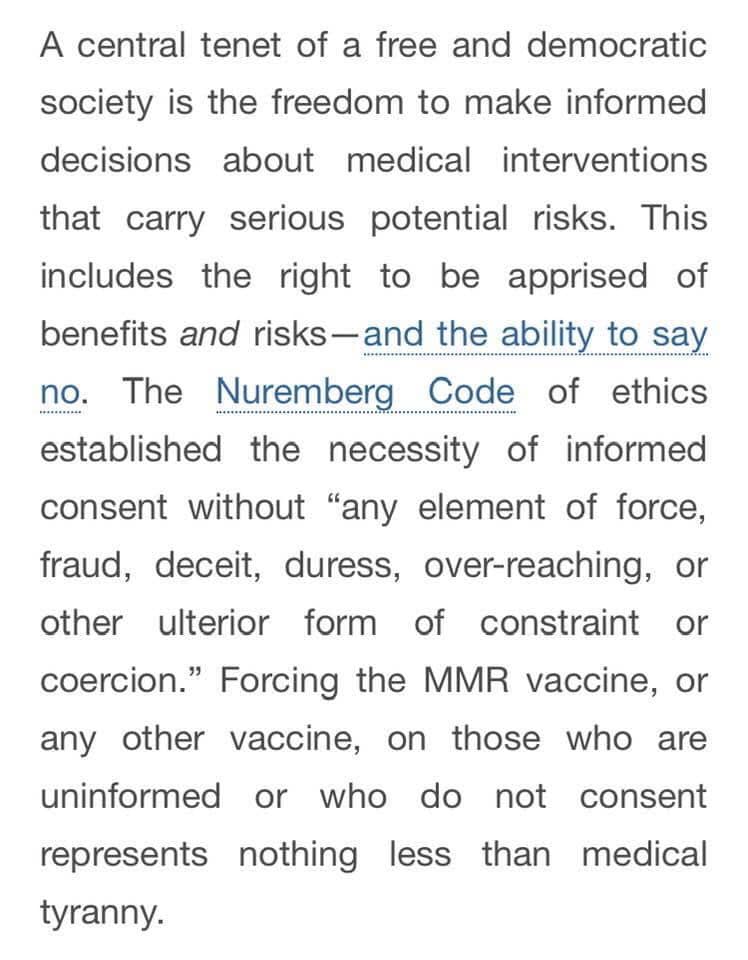 A central tenet of a free and democratic
society is the freedom to make informed
decisions about medical interventions
that carry serious potential risks. This
includes the right to be apprised of
benefits and risks—and the ability to say
no. The Nuremberg Code of ethics
established the necessity of informed
consent without “any element of force,
fraud, deceit, duress, over-reaching, or
other ulterior form of constraint or
coercion.” Forcing the MMR vaccine, or
any other vaccine, on those who are
uninformed or who do not consent
represents nothing less than medical
tyranny.